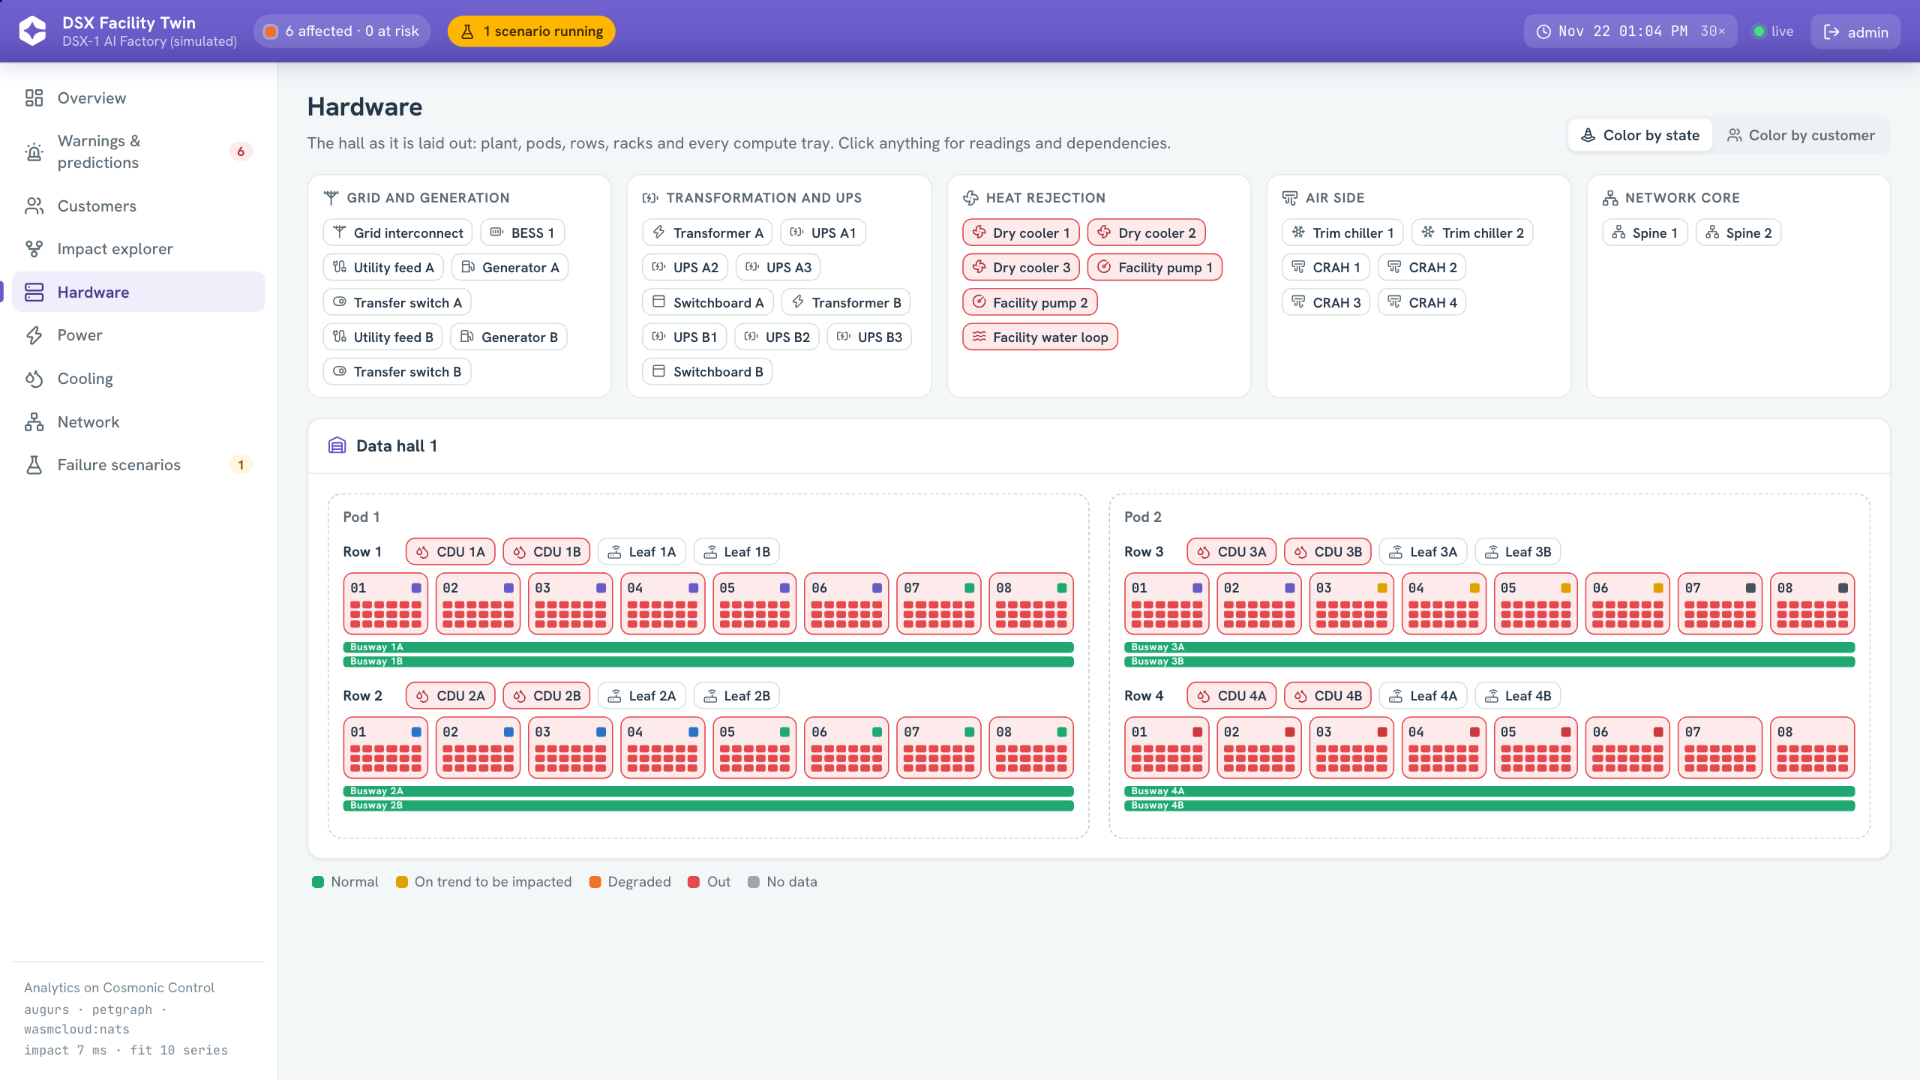 DSX Facility Twin
DSX-1 AI Factory (simulated)
6 affected · 0 at risk
1 scenario running
Nov 22 01:04 PM 30×
live
admin
Overview
Warnings &
predictions
6
Customers
Impact explorer
Hardware
Power
Cooling
Network
Failure scenarios
1
Analytics on Cosmonic Control
augurs · petgraph ·
wasmcloud:nats
impact 7 ms · fit 10 series
Hardware
The hall as it is laid out: plant, pods, rows, racks and every compute tray. Click anything for readings and dependencies.
Color by state
Color by customer
GRID AND GENERATION
Grid interconnect BESS 1
Utility feed A Generator A
Transfer switch A
Utility feed B Generator B
Transfer switch B
TRANSFORMATION AND UPS
Transformer A UPS A1
UPS A2 UPS A3
Switchboard A Transformer B
UPS B1 UPS B2 UPS B3
Switchboard B
HEAT REJECTION
Dry cooler 1 Dry cooler 2
Dry cooler 3 Facility pump 1
Facility pump 2
Facility water loop
AIR SIDE
Trim chiller 1 Trim chiller 2
CRAH 1 CRAH 2
CRAH 3 CRAH 4
NETWORK CORE
Spine 1 Spine 2
Data hall 1
Pod 1
Row 1 CDU 1A CDU 1B Leaf 1A Leaf 1B
01 02 03 04 05 06 07 08
Busway 1A
Busway 1B
Row 2 CDU 2A CDU 2B Leaf 2A Leaf 2B
01 02 03 04 05 06 07 08
Busway 2A
Busway 2B
Pod 2
Row 3 CDU 3A CDU 3B Leaf 3A Leaf 3B
01 02 03 04 05 06 07 08
Busway 3A
Busway 3B
Row 4 CDU 4A CDU 4B Leaf 4A Leaf 4B
01 02 03 04 05 06 07 08
Busway 4A
Busway 4B
Normal On trend to be impacted Degraded Out No data